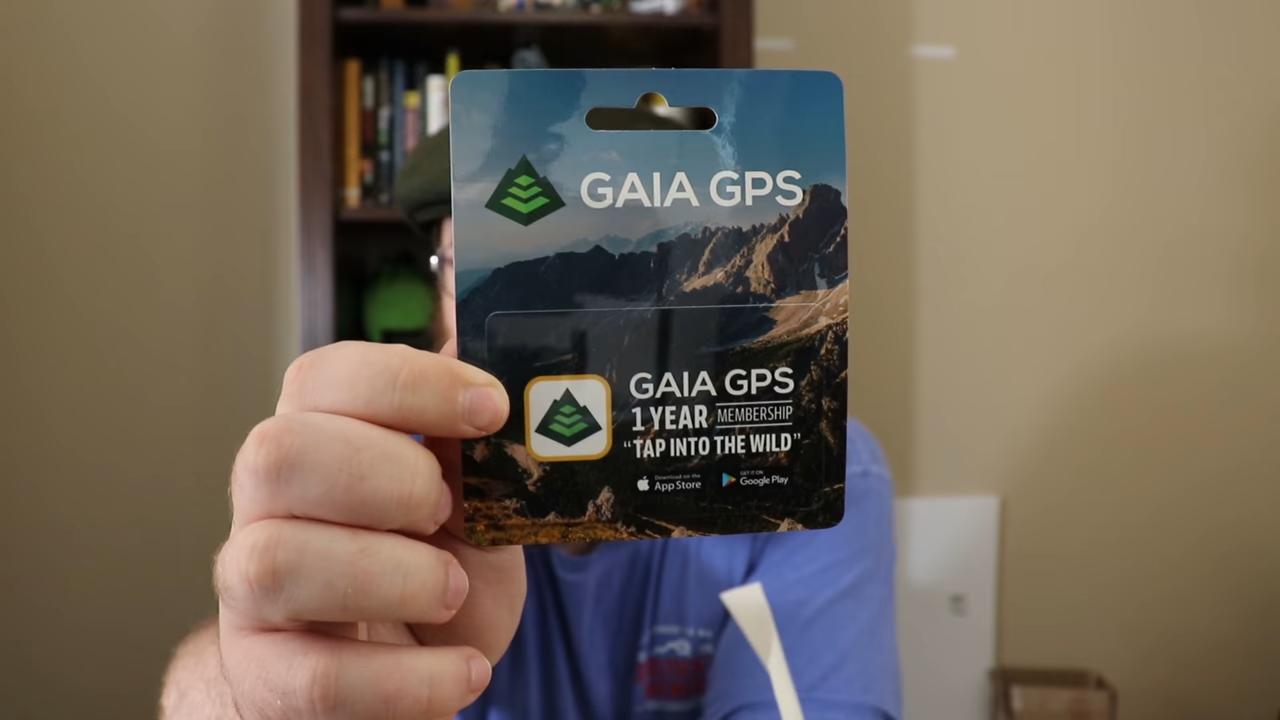 GAIA GPS
GAIA GPS
1 YEAR MEMBERSHIP
"TAP INTO THE WILD"
Download on the
App Store
GET IT ON
Google Play